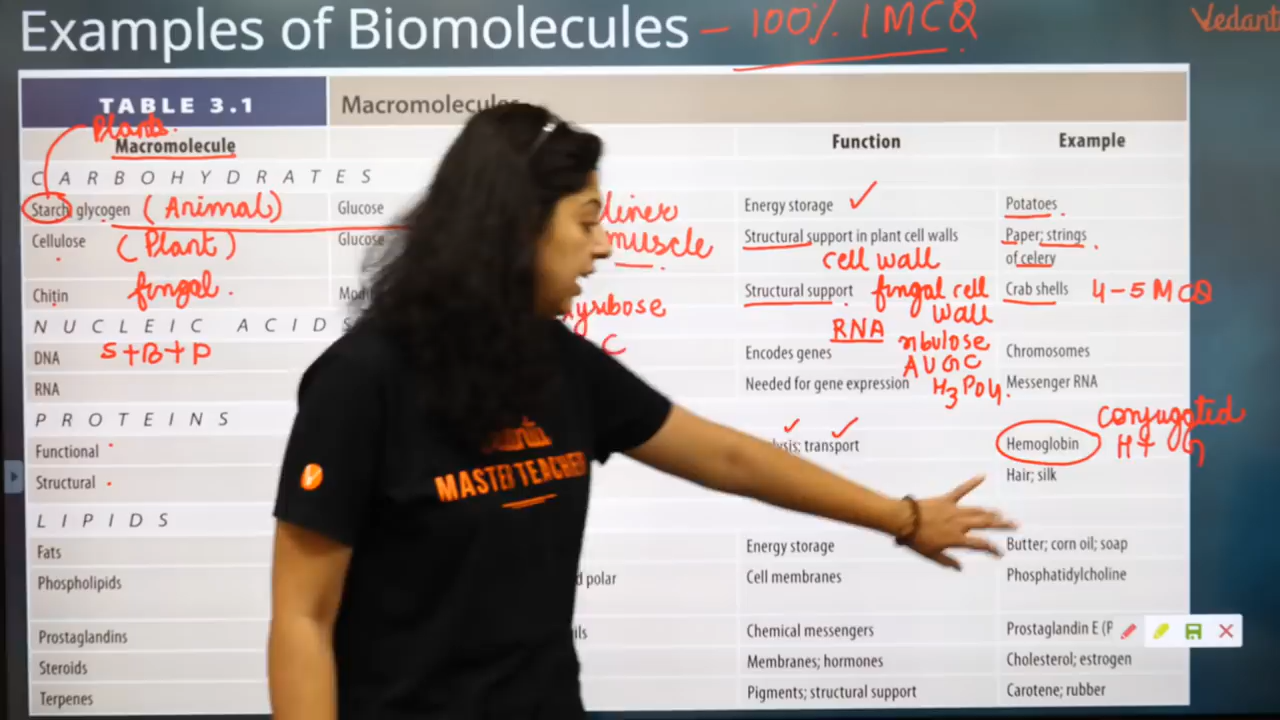 Examples of Biomolecules – 100% 1 MCQ
Vedant
TABLE 3.1 Macromolecules
Plants.
Macromolecule Function Example
CARBOHYDRATES
Starch glycogen (Animal) Glucose liner Energy storage Potatoes
Cellulose (Plant) Glucose muscle Structural support in plant cell walls Paper; strings
of celery
cell wall
Chitin fungal. Structural support fungal cell Crab shells 4-5 MCQ
wall
NUCLEIC ACIDS
RNA
DNA S+B+P C Encodes genes Chromosomes
AUGC
RNA Needed for gene expression H3PO4. Messenger RNA
PROTEINS
conjugated
Functional transport Hemoglobin H+
Structural Hair; silk
LIPIDS
Fats Energy storage Butter; corn oil; soap
Phospholipids polar Cell membranes Phosphatidylcholine
Prostaglandins Chemical messengers Prostaglandin E (P
Steroids Membranes; hormones Cholesterol; estrogen
Terpenes Pigments; structural support Carotene; rubber
MASTER TEACHER